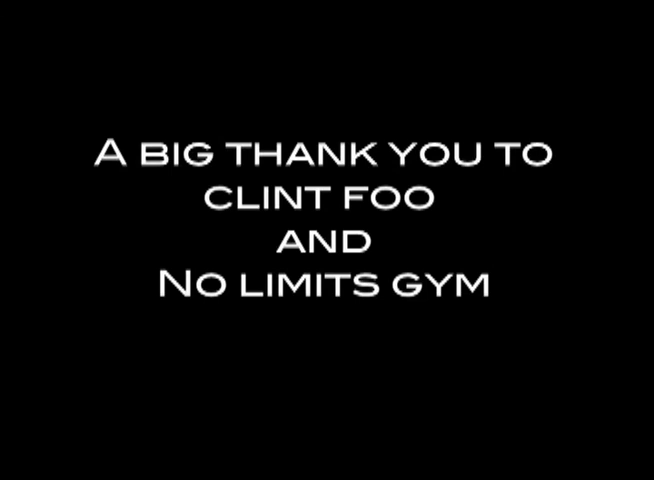 A BIG THANK YOU TO
CLINT FOO
AND
NO LIMITS GYM